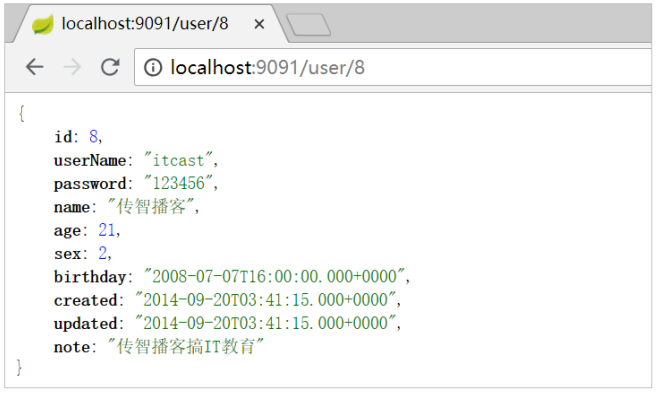 localhost:9091/user/8
localhost:9091/user/8
{
id: 8,
userName: "itcast",
password: "123456",
name: "传智播客",
age: 21,
sex: 2,
birthday: "2008-07-07T16:00:00.000+0000",
created: "2014-09-20T03:41:15.000+0000",
updated: "2014-09-20T03:41:15.000+0000",
note: "传智播客搞IT教育"
}